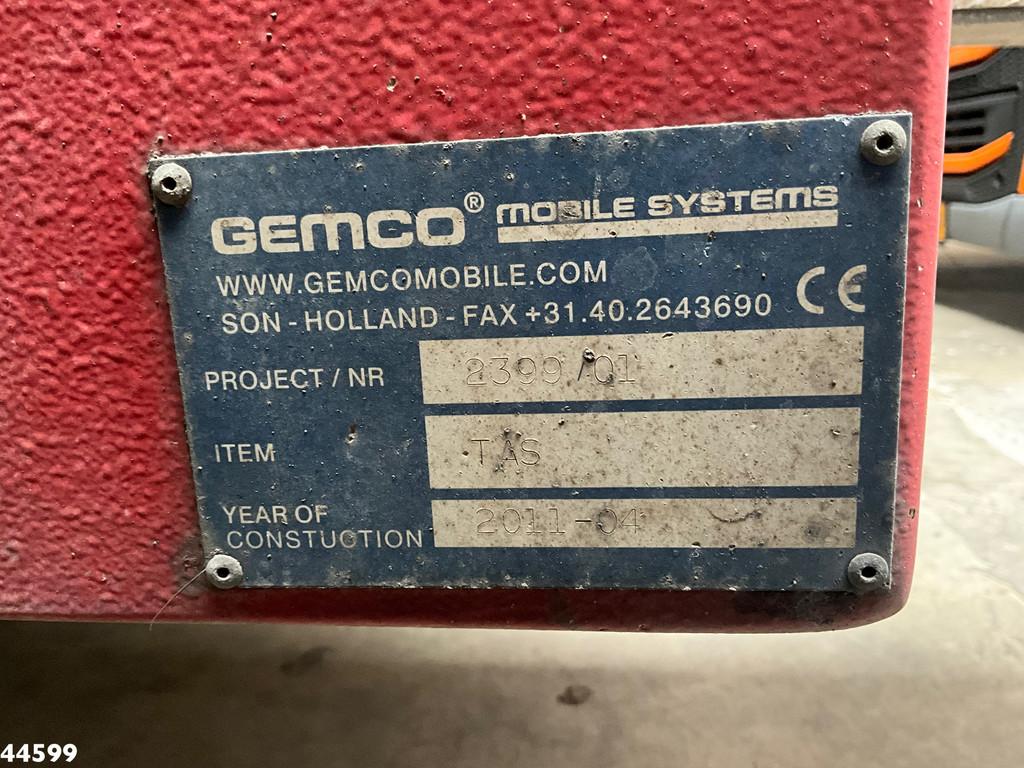 GEMCO® MOBILE SYSTEMS
WWW.GEMCOMOBILE.COM
SON - HOLLAND - FAX +31.40.2643690 CE
PROJECT / NR 2399/01
ITEM TAS
YEAR OF
CONSTUCTION 2011-04
44599